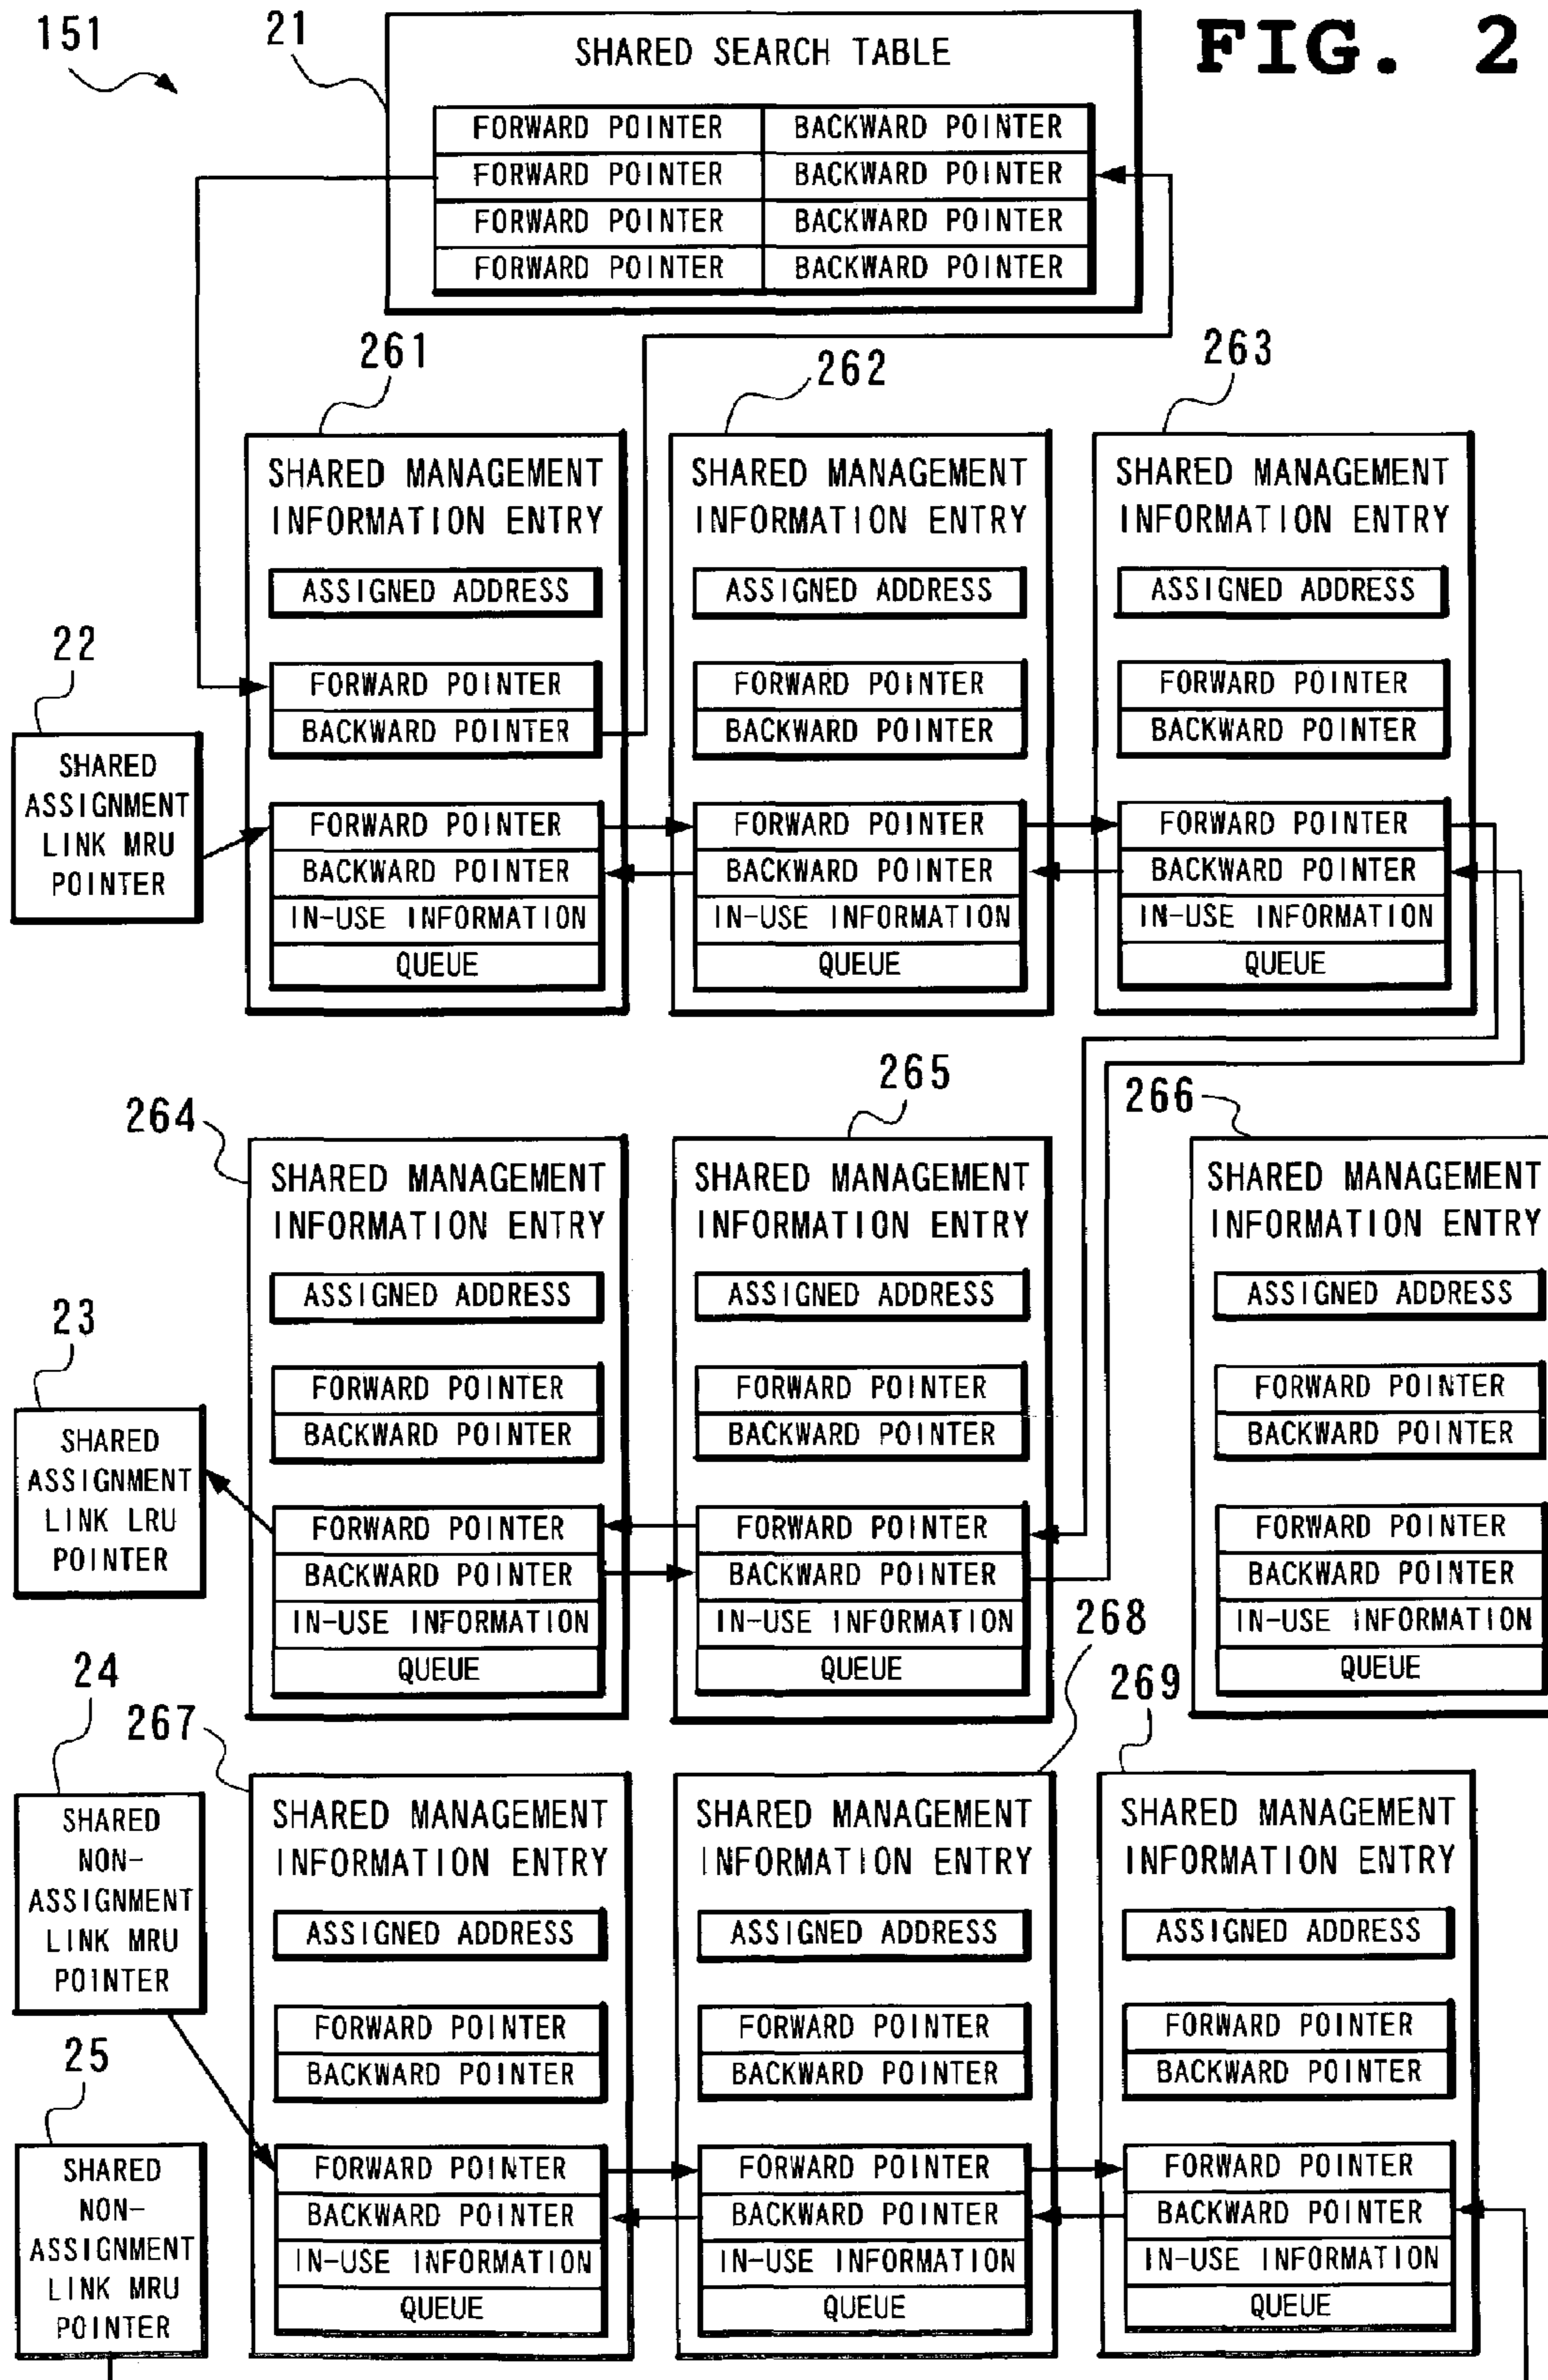 151
21
FIG. 2
SHARED SEARCH TABLE
FORWARD POINTER BACKWARD POINTER
FORWARD POINTER BACKWARD POINTER
FORWARD POINTER BACKWARD POINTER
FORWARD POINTER BACKWARD POINTER
261
SHARED MANAGEMENT
INFORMATION ENTRY
ASSIGNED ADDRESS
FORWARD POINTER
BACKWARD POINTER
FORWARD POINTER
BACKWARD POINTER
IN-USE INFORMATION
QUEUE
262
SHARED MANAGEMENT
INFORMATION ENTRY
ASSIGNED ADDRESS
FORWARD POINTER
BACKWARD POINTER
FORWARD POINTER
BACKWARD POINTER
IN-USE INFORMATION
QUEUE
263
SHARED MANAGEMENT
INFORMATION ENTRY
ASSIGNED ADDRESS
FORWARD POINTER
BACKWARD POINTER
FORWARD POINTER
BACKWARD POINTER
IN-USE INFORMATION
QUEUE
22
SHARED
ASSIGNMENT
LINK MRU
POINTER
264
SHARED MANAGEMENT
INFORMATION ENTRY
ASSIGNED ADDRESS
FORWARD POINTER
BACKWARD POINTER
FORWARD POINTER
BACKWARD POINTER
IN-USE INFORMATION
QUEUE
265
SHARED MANAGEMENT
INFORMATION ENTRY
ASSIGNED ADDRESS
FORWARD POINTER
BACKWARD POINTER
FORWARD POINTER
BACKWARD POINTER
IN-USE INFORMATION
QUEUE
266
SHARED MANAGEMENT
INFORMATION ENTRY
ASSIGNED ADDRESS
FORWARD POINTER
BACKWARD POINTER
FORWARD POINTER
BACKWARD POINTER
IN-USE INFORMATION
QUEUE
23
SHARED
ASSIGNMENT
LINK LRU
POINTER
24
SHARED
NON-
ASSIGNMENT
LINK MRU
POINTER
267
SHARED MANAGEMENT
INFORMATION ENTRY
ASSIGNED ADDRESS
FORWARD POINTER
BACKWARD POINTER
FORWARD POINTER
BACKWARD POINTER
IN-USE INFORMATION
QUEUE
268
SHARED MANAGEMENT
INFORMATION ENTRY
ASSIGNED ADDRESS
FORWARD POINTER
BACKWARD POINTER
FORWARD POINTER
BACKWARD POINTER
IN-USE INFORMATION
QUEUE
269
SHARED MANAGEMENT
INFORMATION ENTRY
ASSIGNED ADDRESS
FORWARD POINTER
BACKWARD POINTER
FORWARD POINTER
BACKWARD POINTER
IN-USE INFORMATION
QUEUE
25
SHARED
NON-
ASSIGNMENT
LINK MRU
POINTER